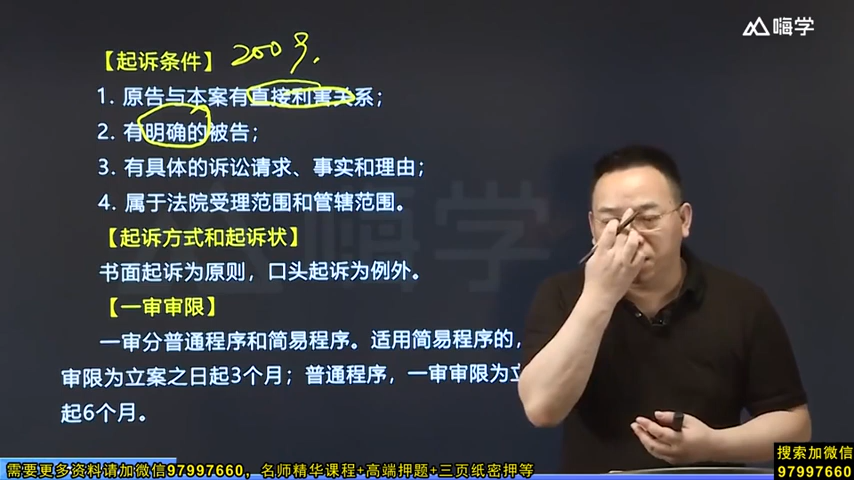 嗨学
【起诉条件】 2009.
1. 原告与本案有直接利害关系;
2. 有明确的被告;
3. 有具体的诉讼请求、事实和理由;
4. 属于法院受理范围和管辖范围。
【起诉方式和起诉状】
书面起诉为原则，口头起诉为例外。
【一审审限】
一审分普通程序和简易程序。适用简易程序的，
审限为立案之日起3个月；普通程序，一审审限为立
起6个月。
嗨学
需要更多资料请加微信97997660，名师精华课程+高端押题+三页纸密押等
搜索加微信
97997660